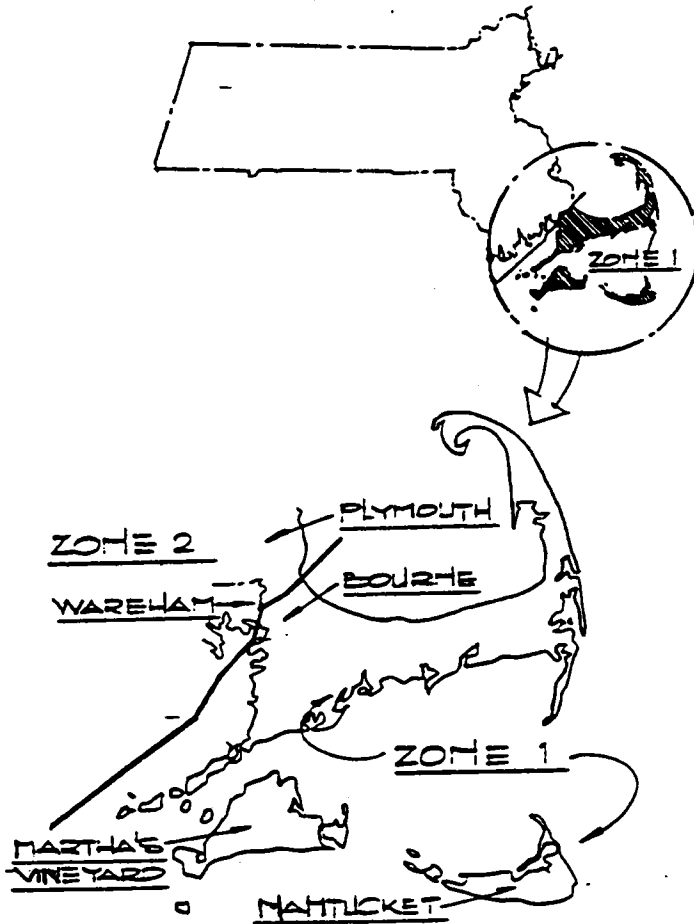 ZONE 1
PLYMOUTH
ZONE 2
BOURNE
WAREHAM
ZONE 1
MARTHA'S
VINEYARD
NANTUCKET